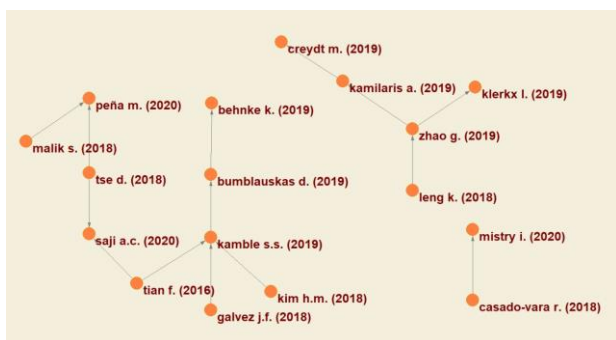 creydt m. (2019)
kamilaris a. (2019)
klerkx l. (2019)
peña m. (2020)
behnke k. (2019)
zhao g. (2019)
malik s. (2018)
tse d. (2018)
bumblauskas d. (2019)
leng k. (2018)
saji a.c. (2020)
kamble s.s. (2019)
mistry i. (2020)
tian f. (2016)
kim h.m. (2018)
casado-vara r. (2018)
galvez j.f. (2018)